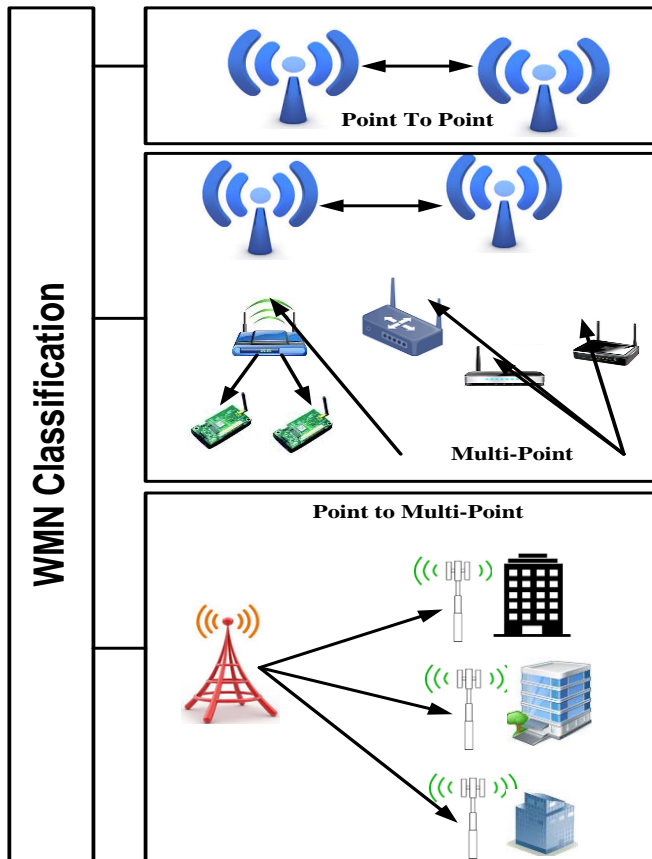 WMN Classification
Point To Point
Multi-Point
Point to Multi-Point